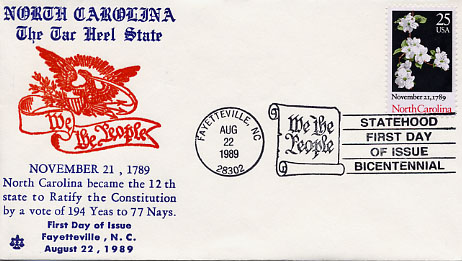 NORTH CAROLINA
The Tar Heel State
We
the People
NOVEMBER 21, 1789
North Carolina became the 12th
state to Ratify the Constitution
by a vote of 194 Yeas to 77 Nays.
First Day of Issue
Fayetteville, N.C.
August 22, 1989
FAYETTEVILLE, NC
AUG
22
1989
28302
We the
People
STATEHOOD
FIRST DAY
OF ISSUE
BICENTENNIAL
25
USA
November 21, 1789
North Carolina